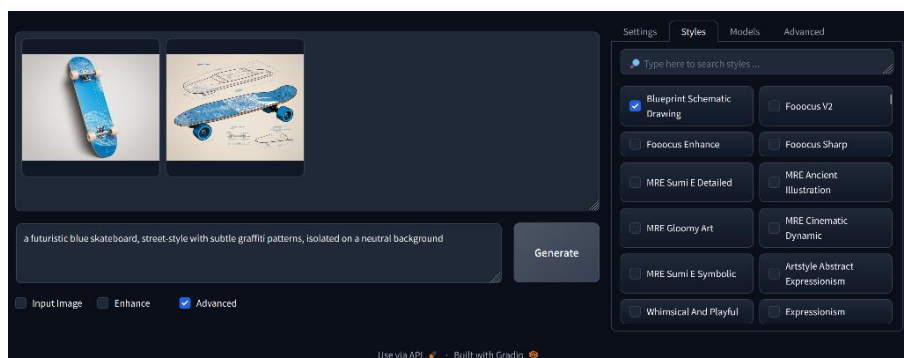 Settings
Styles
Models
Advanced
Type here to search styles ...
Blueprint Schematic
Drawing
Fooocus V2
Fooocus Enhance
Fooocus Sharp
MRE Sumi E Detailed
MRE Ancient
Illustration
MRE Gloomy Art
MRE Cinematic
Dynamic
MRE Sumi E Symbolic
Artstyle Abstract
Expressionism
Whimsical And Playful
Expressionism
a futuristic blue skateboard, street-style with subtle graffiti patterns, isolated on a neutral background
Generate
Input Image
Enhance
Advanced
Use via API
·
Built with Gradio